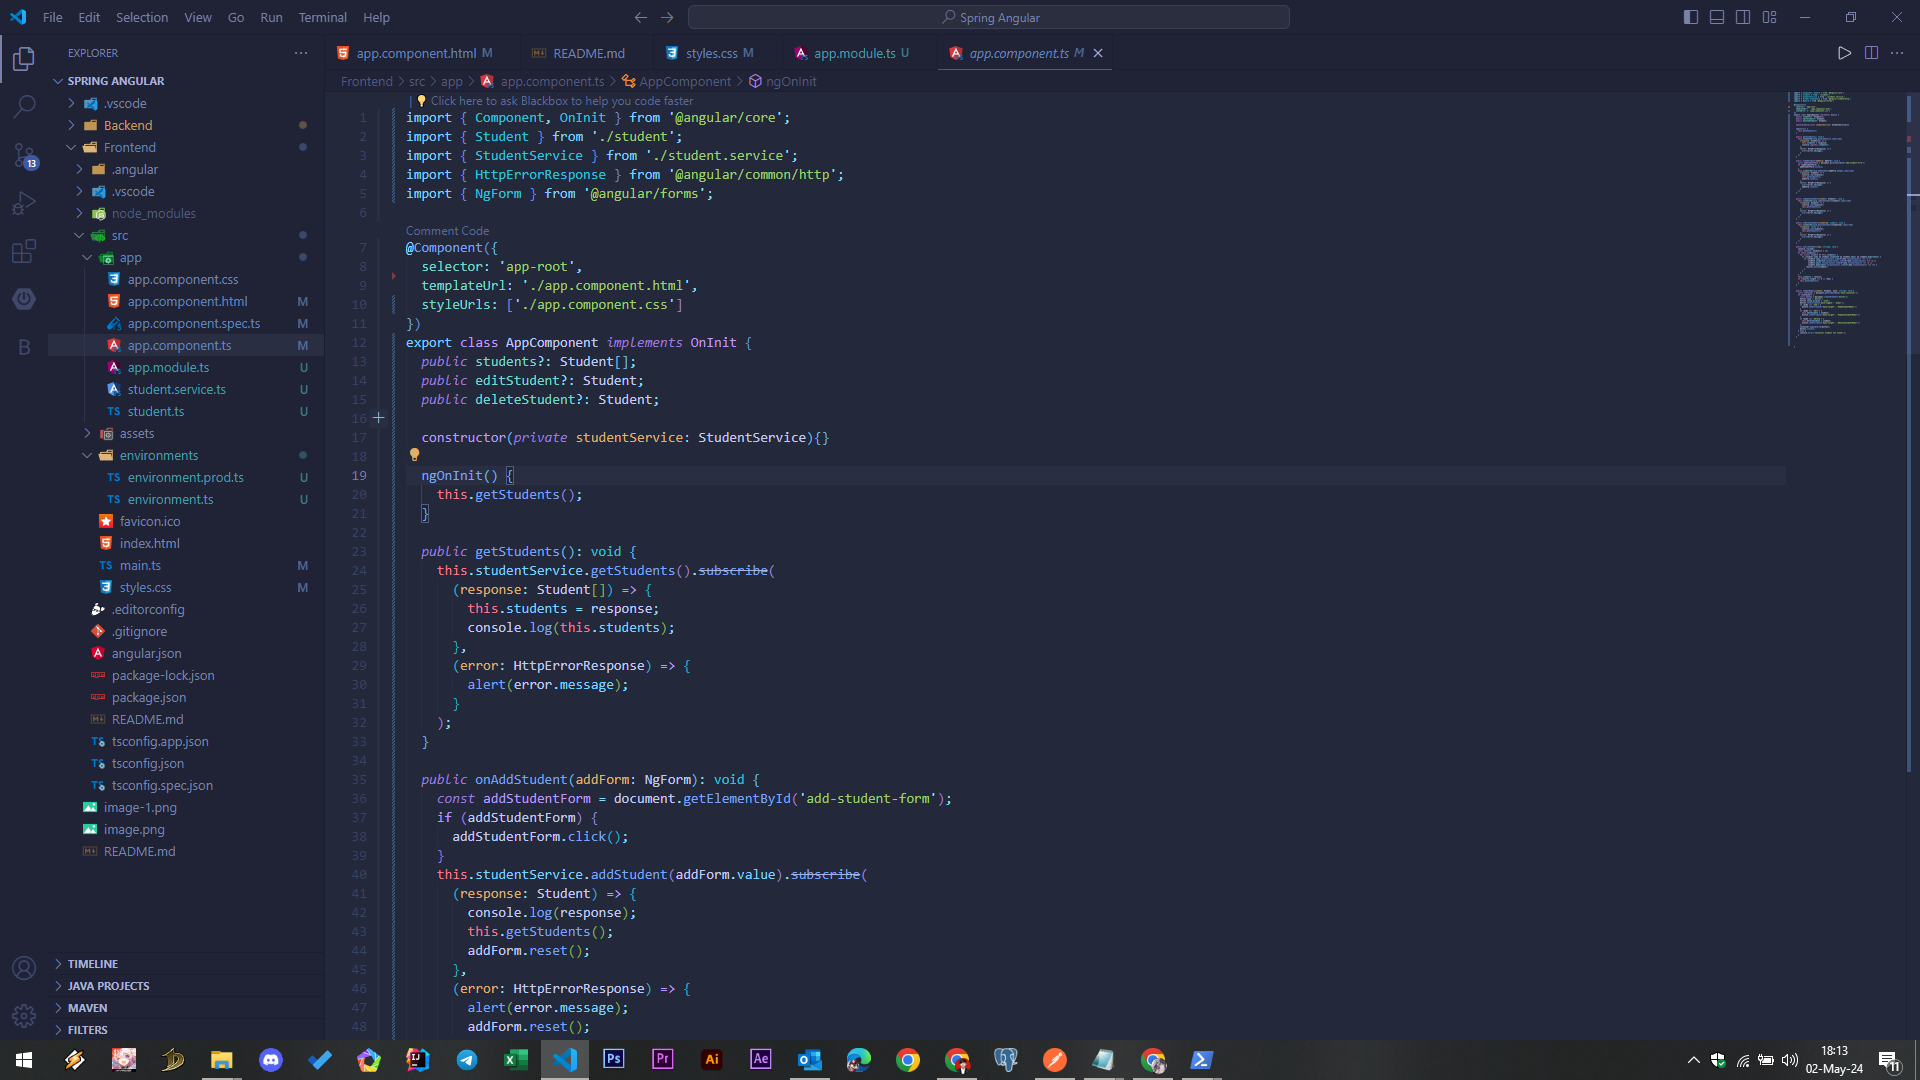 File Edit Selection View Go Run Terminal Help
Spring Angular
EXPLORER
SPRING ANGULAR
.vscode
Backend
Frontend
.angular
.vscode
node_modules
src
app
app.component.css
app.component.html M
app.component.spec.ts M
app.component.ts M
app.module.ts U
student.service.ts U
student.ts U
assets
environments
environment.prod.ts U
environment.ts U
favicon.ico
index.html
main.ts M
styles.css M
.editorconfig
.gitignore
angular.json
package-lock.json
package.json
README.md
tsconfig.app.json
tsconfig.json
tsconfig.spec.json
image-1.png
image.png
README.md
TIMELINE
JAVA PROJECTS
MAVEN
FILTERS
13
app.component.html M README.md styles.css M app.module.ts U app.component.ts M
Frontend > src > app > app.component.ts > AppComponent > ngOnInit
Click here to ask Blackbox to help you code faster
1 import { Component, OnInit } from '@angular/core';
2 import { Student } from './student';
3 import { StudentService } from './student.service';
4 import { HttpErrorResponse } from '@angular/common/http';
5 import { NgForm } from '@angular/forms';
6
Comment Code
7 @Component({
8 selector: 'app-root',
9 templateUrl: './app.component.html',
10 styleUrls: ['./app.component.css']
11 })
12 export class AppComponent implements OnInit {
13 public students?: Student[];
14 public editStudent?: Student;
15 public deleteStudent?: Student;
16
17 constructor(private studentService: StudentService){}
18
19 ngOnInit() {
20 this.getStudents();
21 }
22
23 public getStudents(): void {
24 this.studentService.getStudents().subscribe(
25 (response: Student[]) => {
26 this.students = response;
27 console.log(this.students);
28 },
29 (error: HttpErrorResponse) => {
30 alert(error.message);
31 }
32 );
33 }
34
35 public onAddStudent(addForm: NgForm): void {
36 const addStudentForm = document.getElementById('add-student-form');
37 if (addStudentForm) {
38 addStudentForm.click();
39 }
40 this.studentService.addStudent(addForm.value).subscribe(
41 (response: Student) => {
42 console.log(response);
43 this.getStudents();
44 addForm.reset();
45 },
46 (error: HttpErrorResponse) => {
47 alert(error.message);
48 addForm.reset();
18:13
02-May-24
11